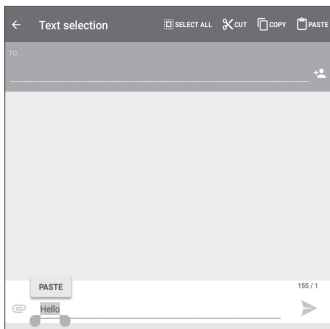 Text selection SELECT ALL CUT COPY PASTE
TO
PASTE
155 / 1
Hello